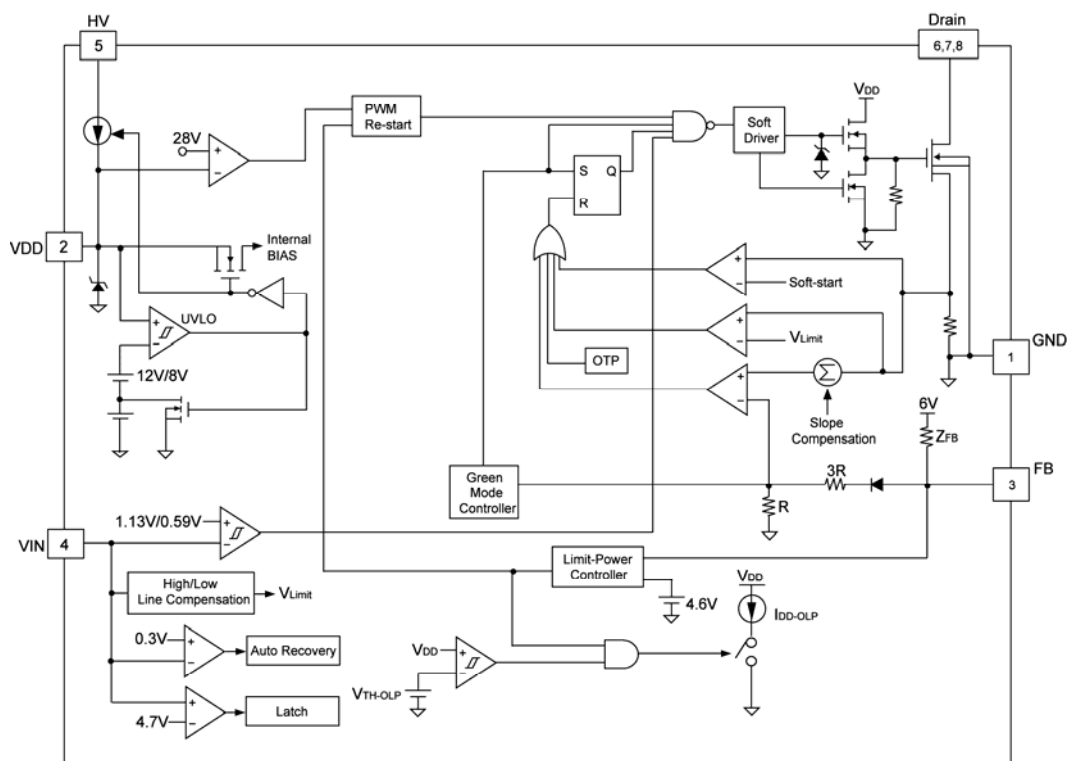 HV
5
Drain
6,7,8
VDD
PWM
Re-start
Soft
Driver
28V
+
-
S
Q
R
VDD
2
Internal
BIAS
UVLO
+
-
12V/8V
+
-
Soft-start
+
-
VLimit
OTP
+
-
Σ
Slope
Compensation
GND
1
6V
ZFB
FB
3
3R
R
Green
Mode
Controller
VIN
4
1.13V/0.59V
+
-
High/Low
Line Compensation
VLimit
Limit-Power
Controller
4.6V
VDD
IDD-OLP
0.3V
+
-
Auto Recovery
VDD
+
-
VTH-OLP
4.7V
+
-
Latch